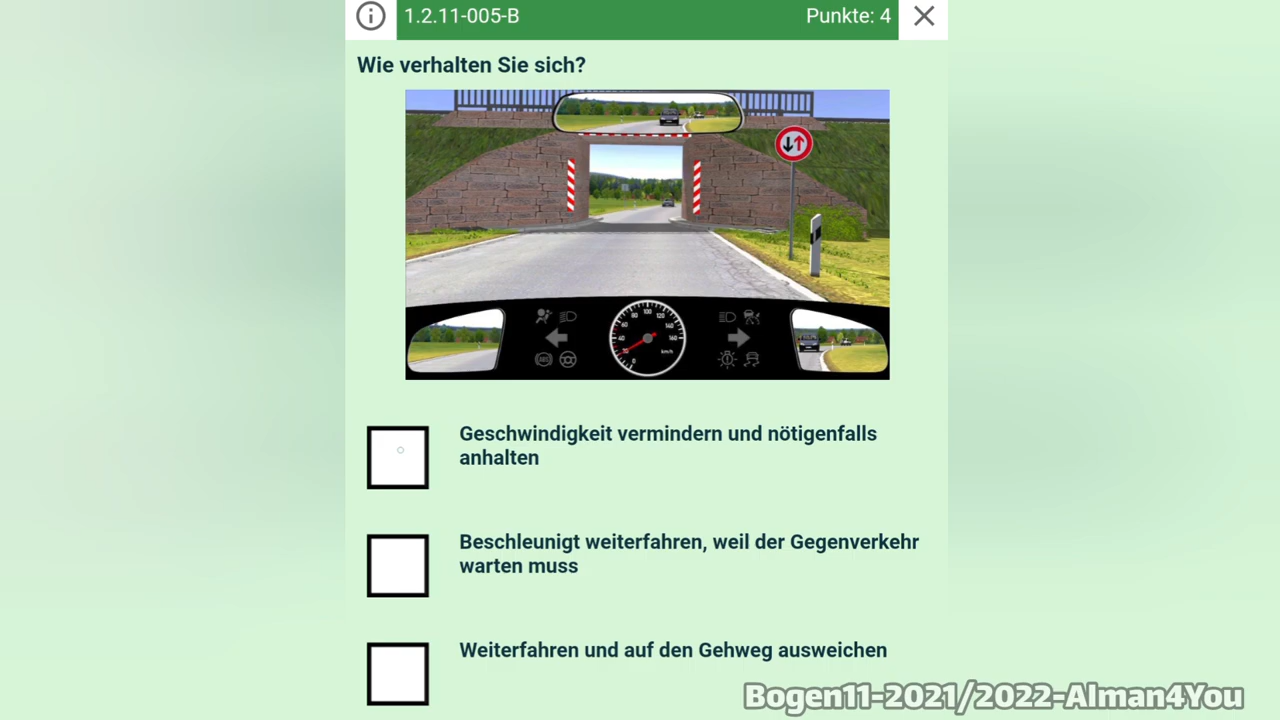 1.2.11-005-B Punkte: 4
Wie verhalten Sie sich?
Geschwindigkeit vermindern und nötigenfalls
anhalten
Beschleunigt weiterfahren, weil der Gegenverkehr
warten muss
Weiterfahren und auf den Gehweg ausweichen
Bogen11-2021/2022-Alman4You